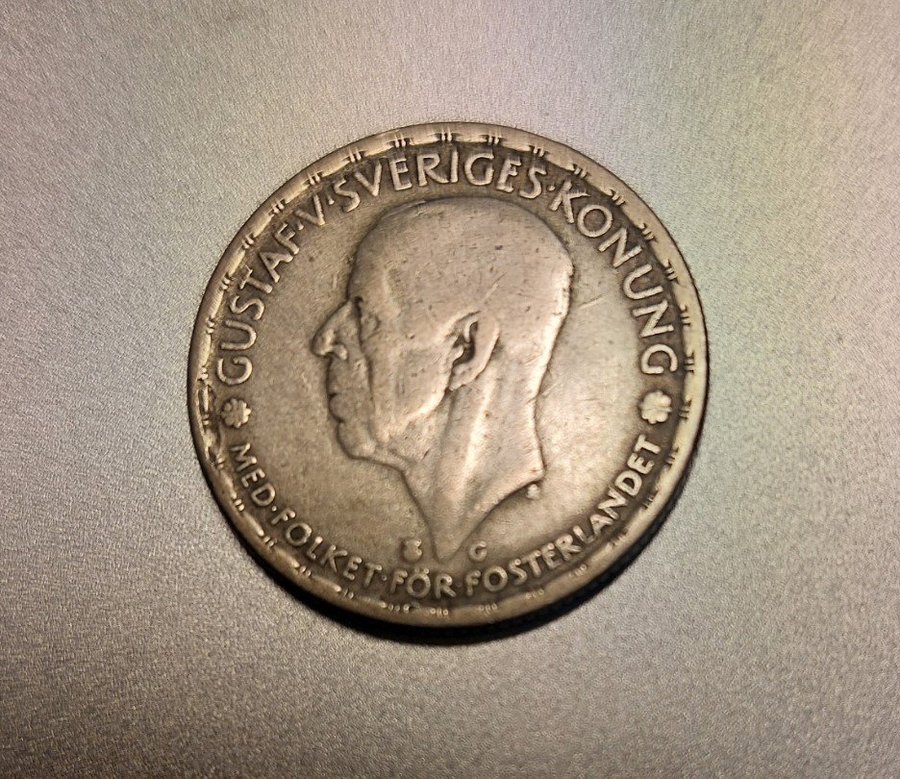 GUSTAF·V·SVERIGES·KONUNG
MED·FOLKET·FÖR FOSTERLANDET
G